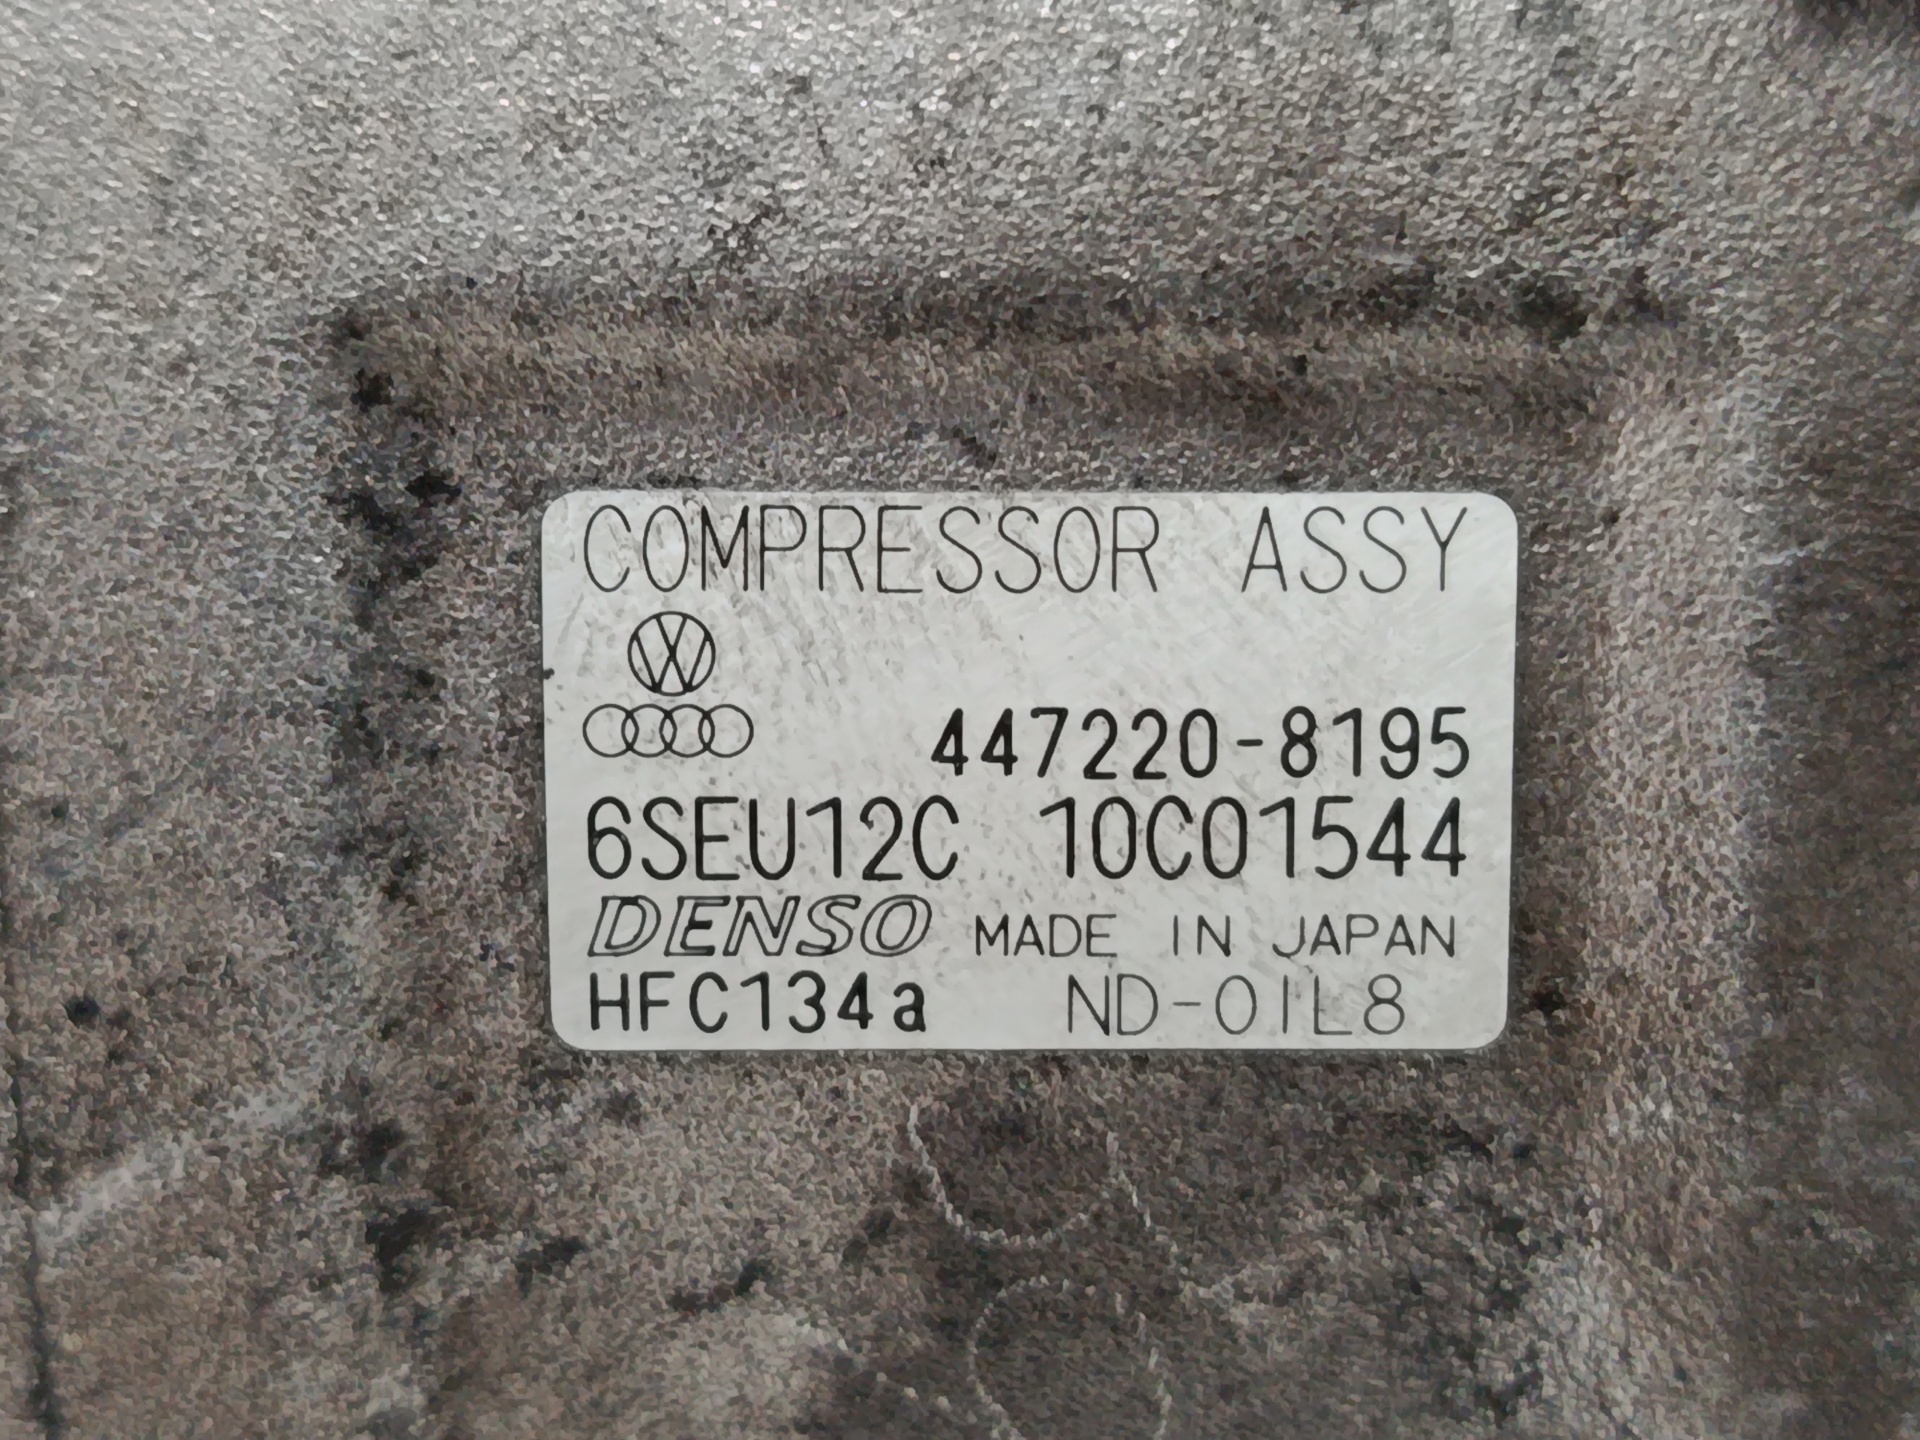 COMPRESSOR ASSY
447220-8195
6SEU12C 10C01544
DENSO MADE IN JAPAN
HFC134a ND-OIL8